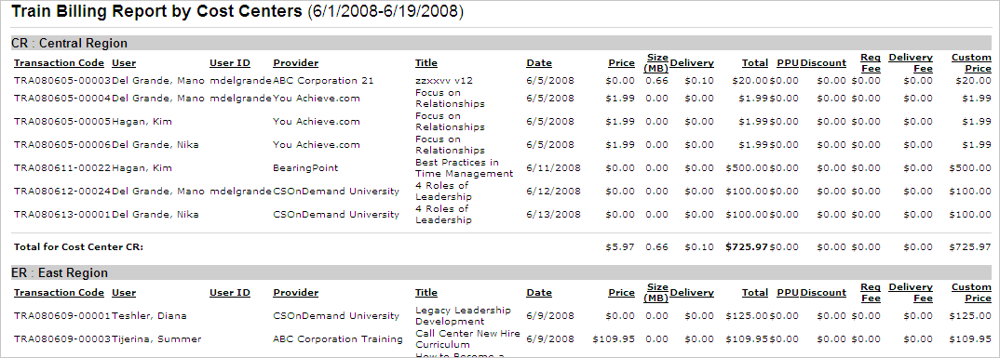 Train Billing Report by Cost Centers (6/1/2008-6/19/2008)
CR : Central Region
Transaction Code User User ID Provider Title Date Price Size (MB) Delivery Total PPU Discount Req Fee Delivery Fee Custom Price
TRA080605-00003 Del Grande, Mano mdelgrande ABC Corporation 21 zzxxvv v12 6/5/2008 $0.00 0.66 $0.10 $20.00 $0.00 $0.00 $0.00 $0.00 $20.00
TRA080605-00004 Del Grande, Mano mdelgrande You Achieve.com Focus on Relationships 6/5/2008 $1.99 0.00 $0.00 $1.99 $0.00 $0.00 $0.00 $0.00 $1.99
TRA080605-00005 Hagan, Kim You Achieve.com Focus on Relationships 6/5/2008 $1.99 0.00 $0.00 $1.99 $0.00 $0.00 $0.00 $0.00 $1.99
TRA080605-00006 Del Grande, Nika You Achieve.com Focus on Relationships 6/5/2008 $1.99 0.00 $0.00 $1.99 $0.00 $0.00 $0.00 $0.00 $1.99
TRA080611-00022 Hagan, Kim BearingPoint Best Practices in Time Management 6/11/2008 $0.00 0.00 $0.00 $500.00 $0.00 $0.00 $0.00 $0.00 $500.00
TRA080612-00024 Del Grande, Mano mdelgrande CSOnDemand University 4 Roles of Leadership 6/12/2008 $0.00 0.00 $0.00 $100.00 $0.00 $0.00 $0.00 $0.00 $100.00
TRA080613-00001 Del Grande, Nika CSOnDemand University 4 Roles of Leadership 6/13/2008 $0.00 0.00 $0.00 $100.00 $0.00 $0.00 $0.00 $0.00 $100.00
Total for Cost Center CR: $5.97 0.66 $0.10 $725.97 $0.00 $0.00 $0.00 $0.00 $725.97
ER : East Region
Transaction Code User User ID Provider Title Date Price Size (MB) Delivery Total PPU Discount Req Fee Delivery Fee Custom Price
TRA080609-00001 Teshler, Diana CSOnDemand University Legacy Leadership Development 6/9/2008 $0.00 0.00 $0.00 $125.00 $0.00 $0.00 $0.00 $0.00 $125.00
TRA080609-00003 Tijerina, Summer ABC Corporation Training Call Center New Hire Curriculum 6/9/2008 $109.95 0.00 $0.00 $109.95 $0.00 $0.00 $0.00 $0.00 $109.95
How to Become a